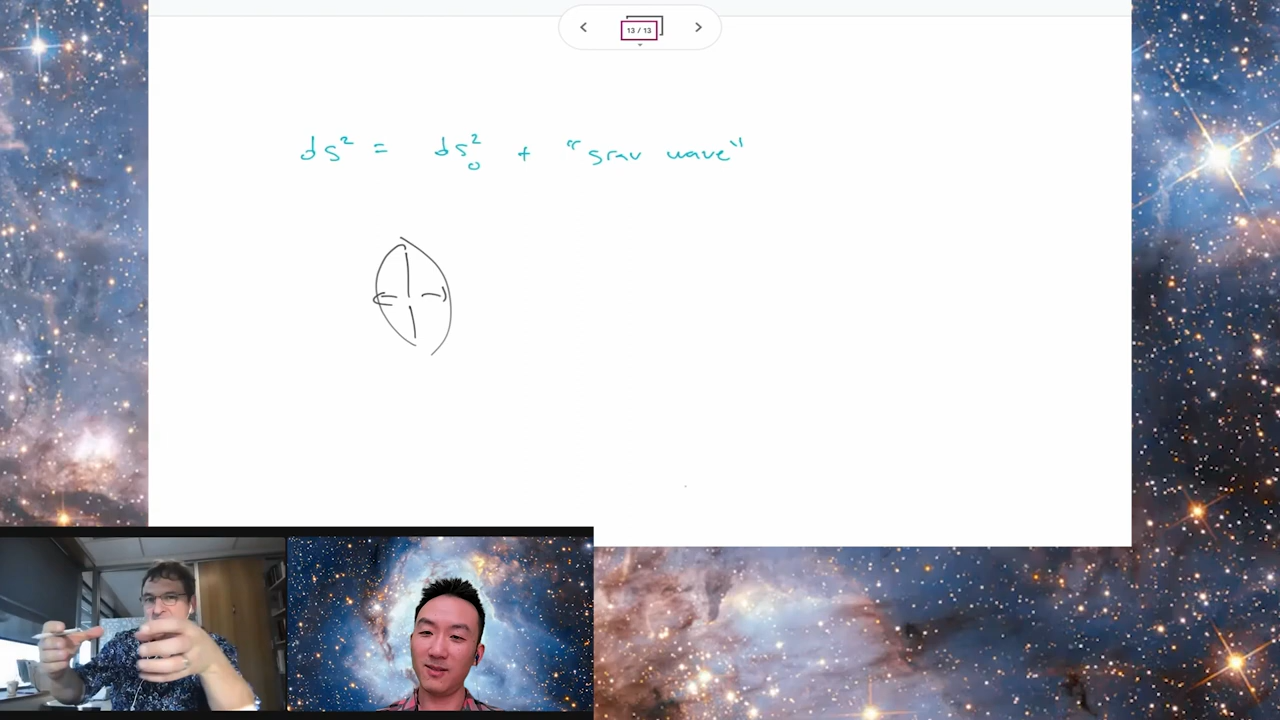 13 / 13
ds² = ds₀² + "grav wave"